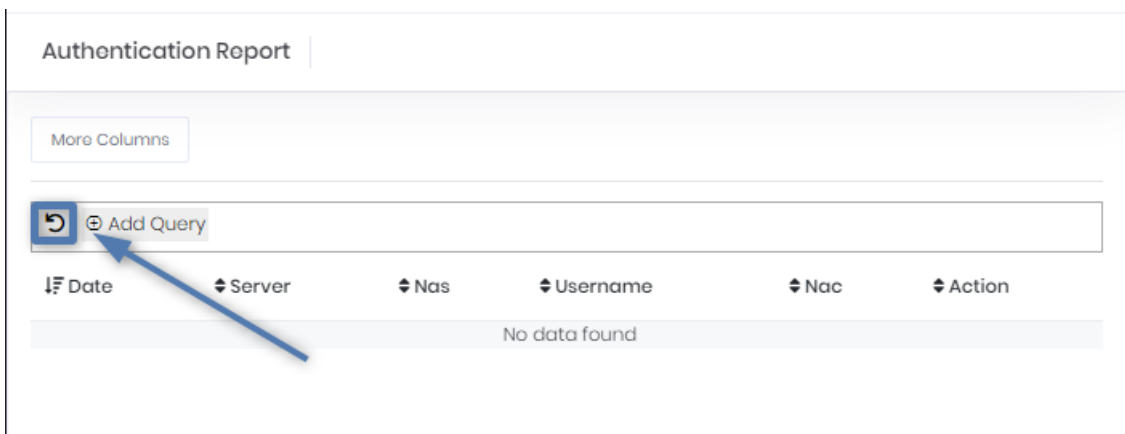 Authentication Report
More Columns
Add Query
Date Server Nas Username Nac Action
No data found